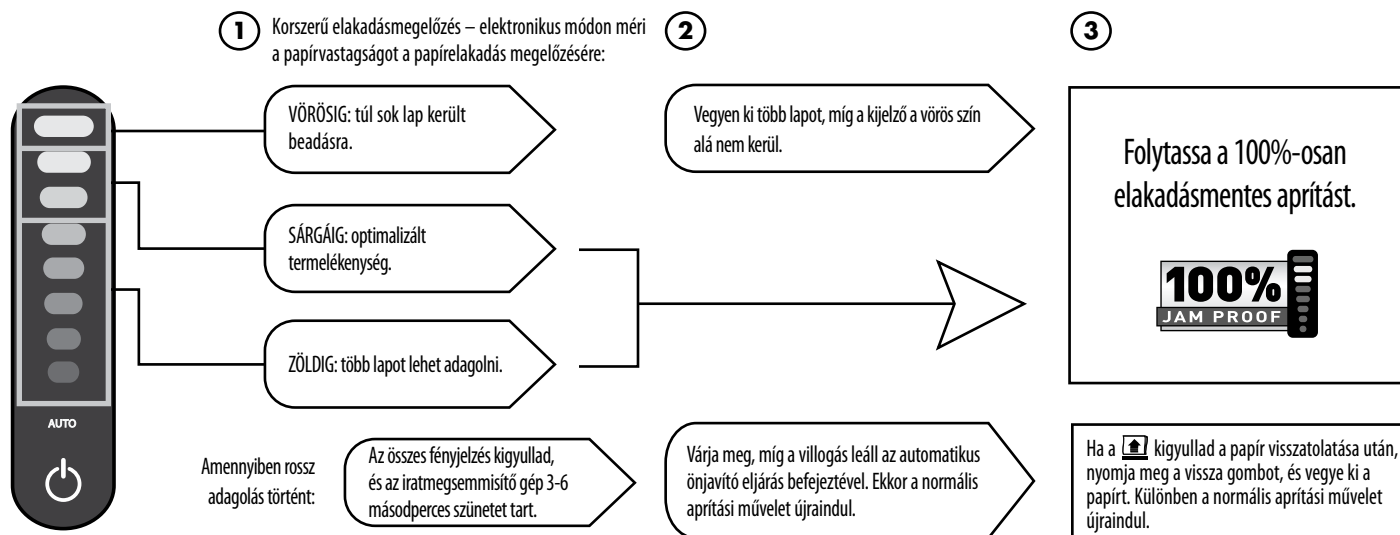 1
Korszerű elakadásmegelőzés – elektronikus módon méri
a papírvastagságot a papírelakadás megelőzésére:
2
3
VÖRÖSIG: túl sok lap került
beadásra.
Vegyen ki több lapot, míg a kijelző a vörös szín
alá nem kerül.
SÁRGÁIG: optimalizált
termelékenység.
ZÖLDIG: több lapot lehet adagolni.
Folytassa a 100%-osan
elakadásmentes aprítást.
100%
JAM PROOF
AUTO
Amennyiben rossz
adagolás történt:
Az összes fényjelzés kigyullad,
és az iratmegsemmisítő gép 3-6
másodperces szünetet tart.
Várja meg, míg a villogás leáll az automatikus
önjavító eljárás befejeztével. Ekkor a normális
aprítási művelet újraindul.
Ha a kigyullad a papír visszatolatása után,
nyomja meg a vissza gombot, és vegye ki a
papírt. Különben a normális aprítási művelet
újraindul.